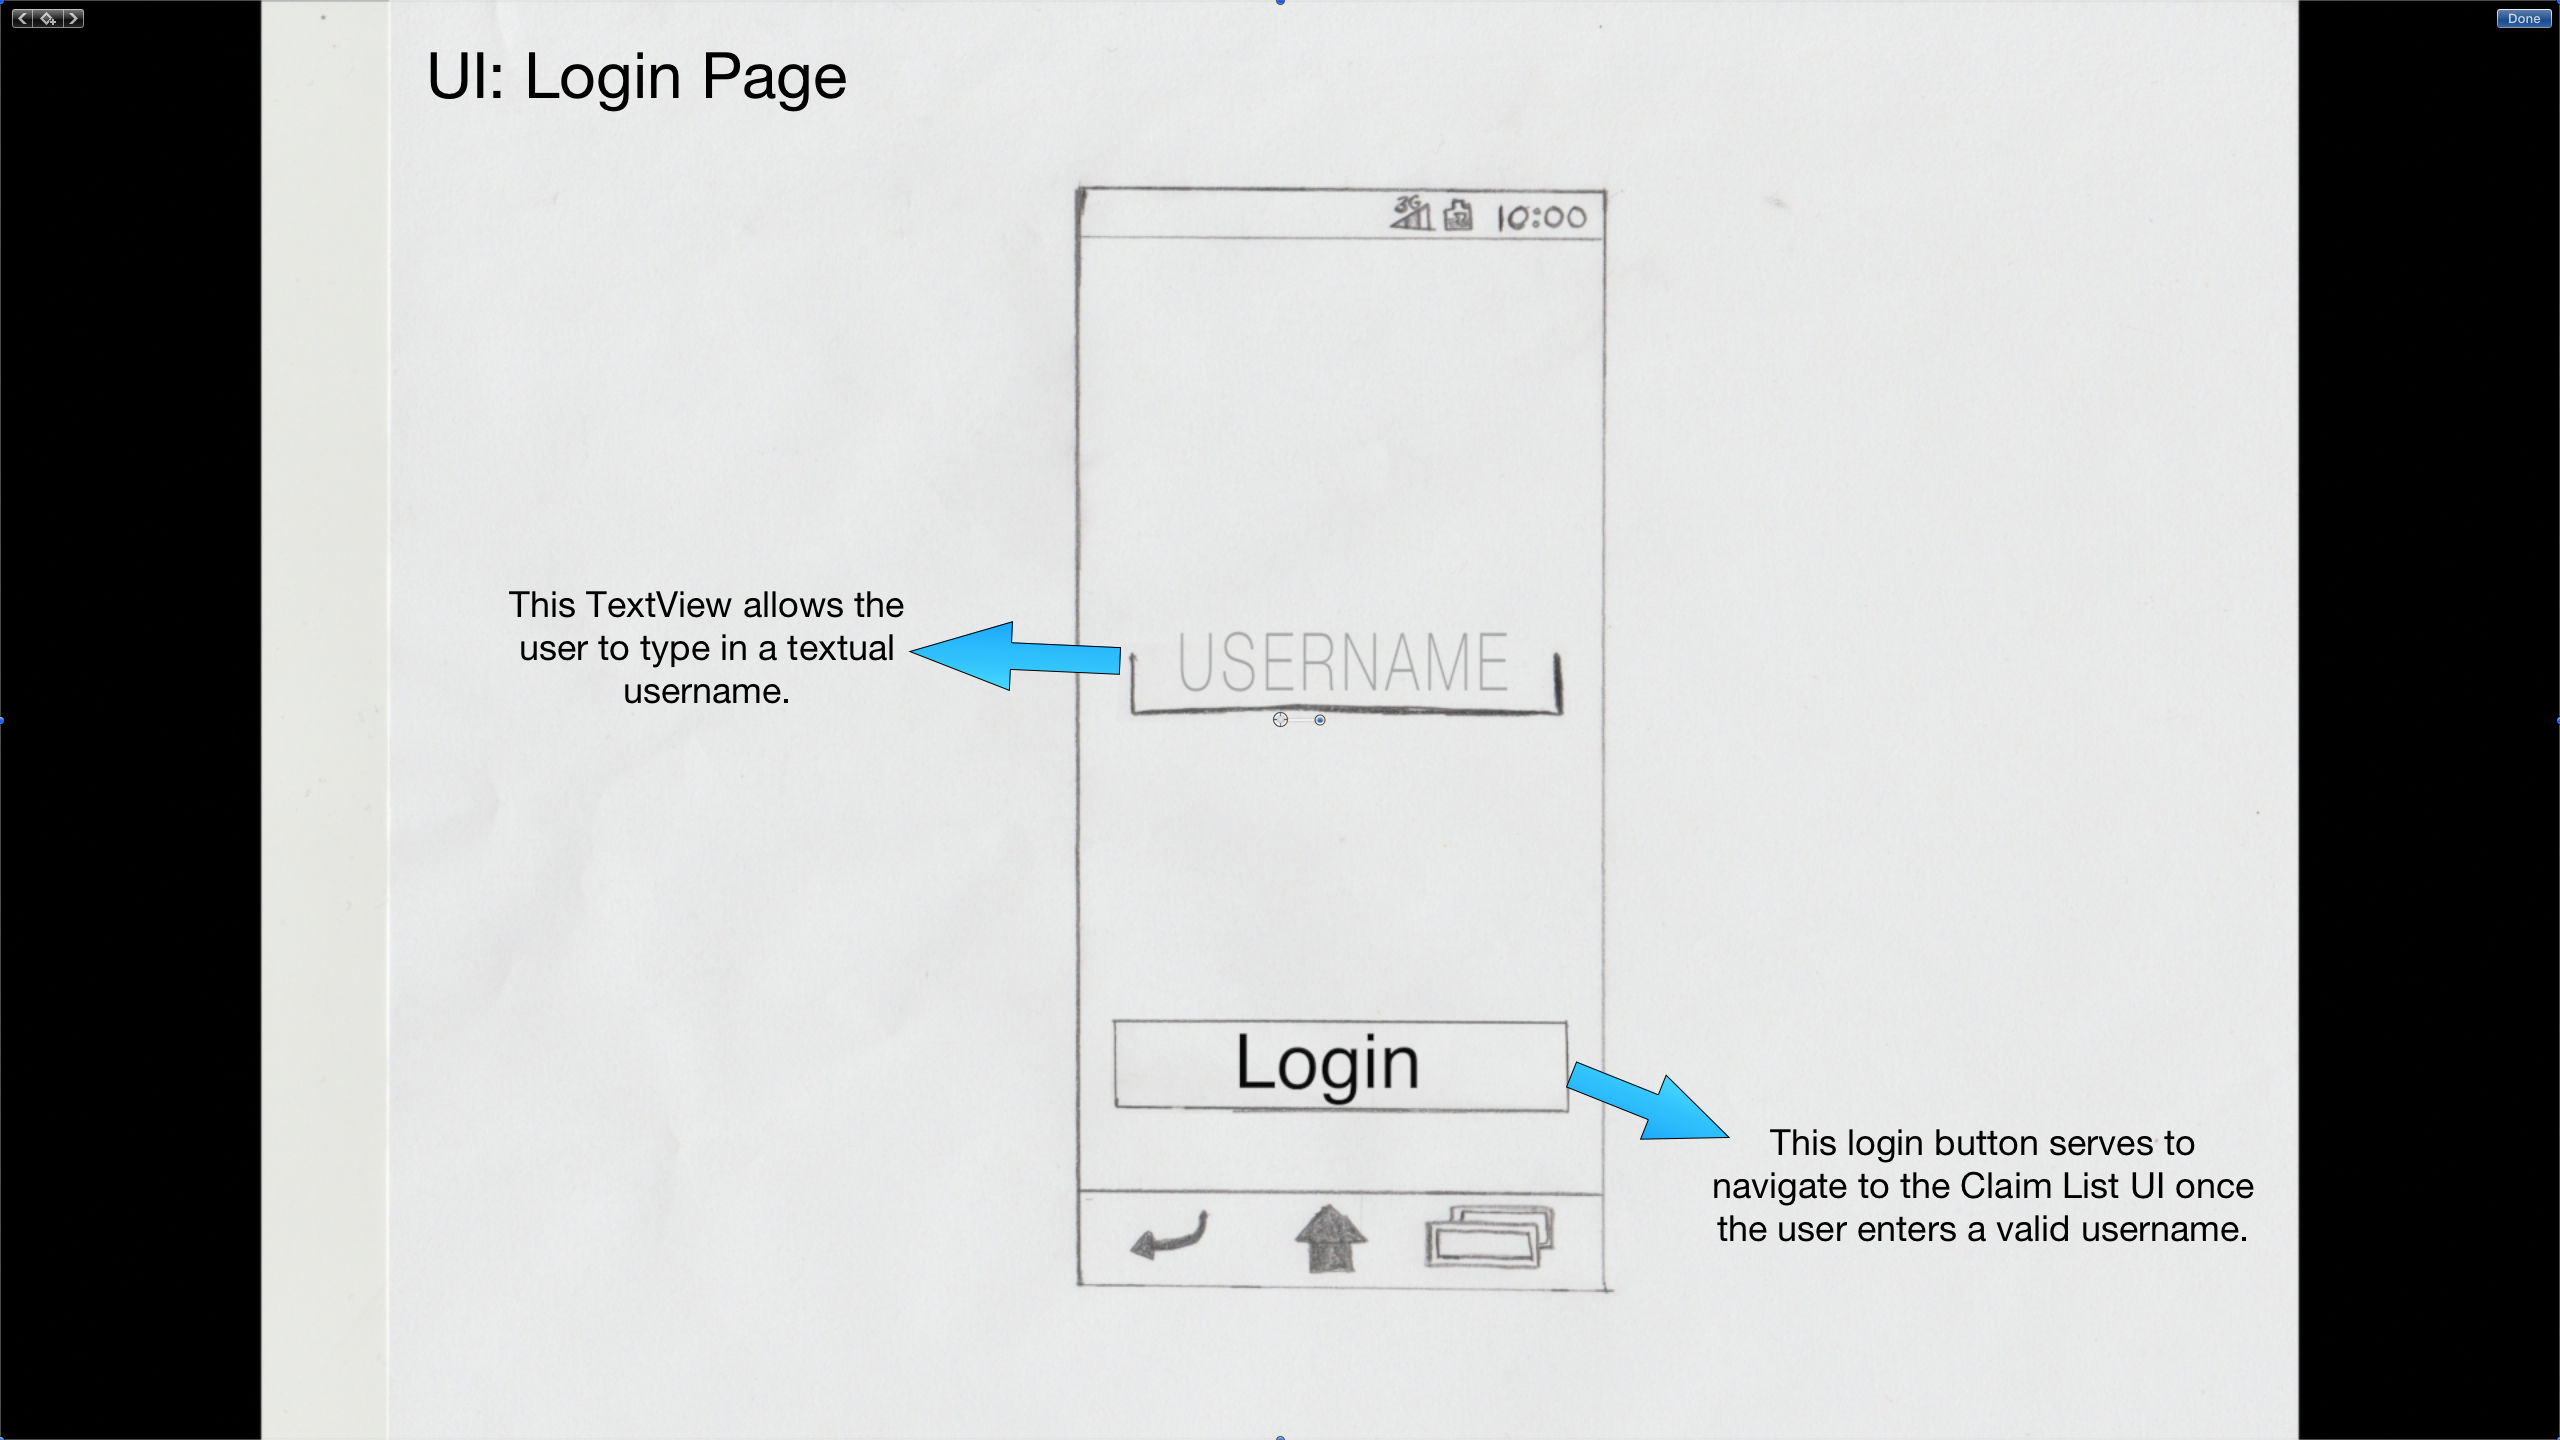 Done
UI: Login Page
3G 10:00
This TextView allows the
user to type in a textual
username.
USERNAME
Login
This login button serves to
navigate to the Claim List UI once
the user enters a valid username.